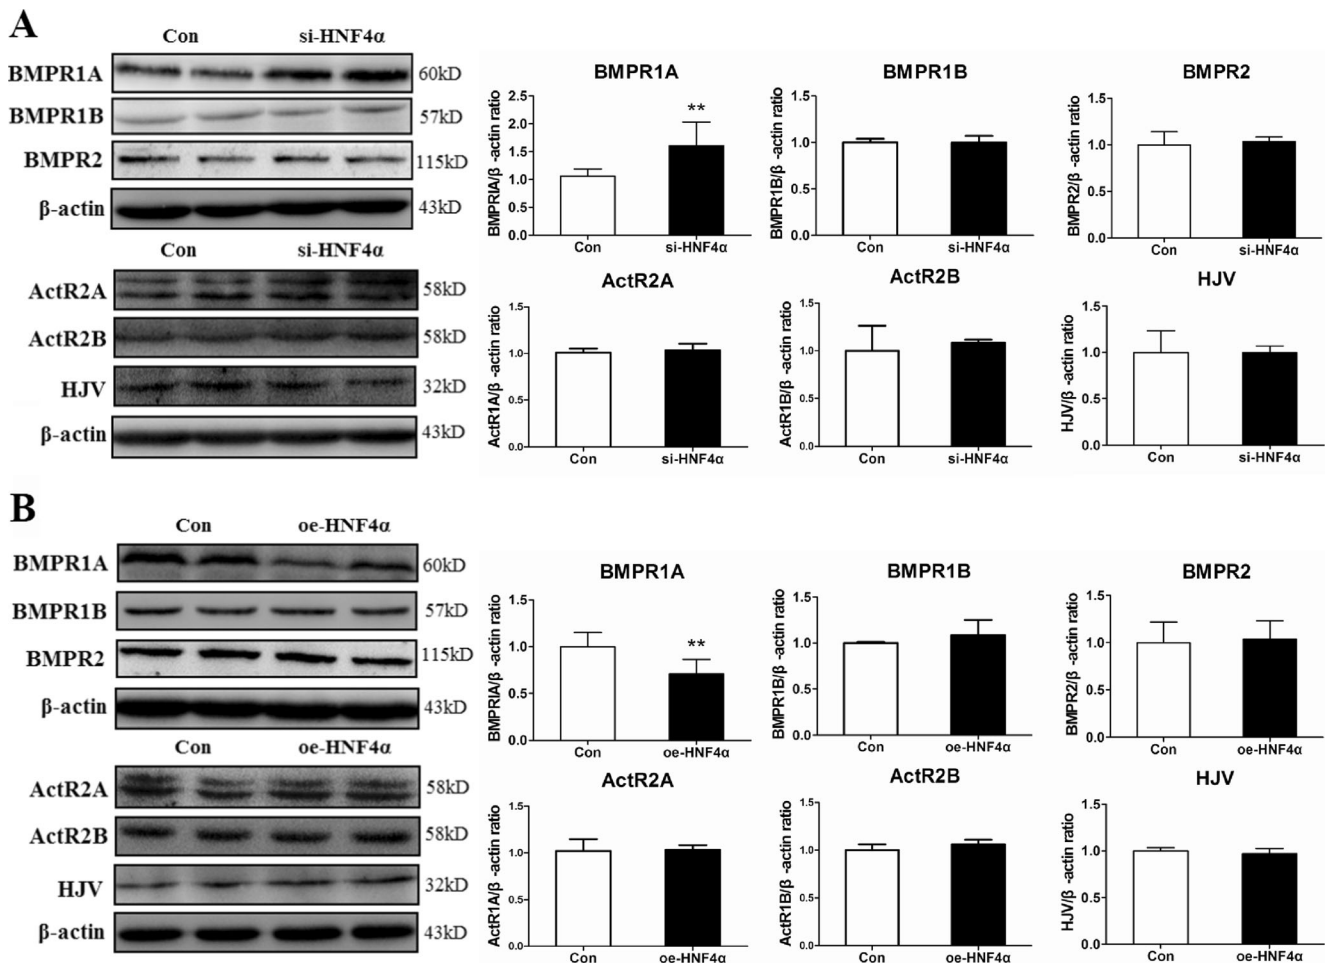 A
Con si-HNF4α
BMPR1A 60kD
BMPR1B 57kD
BMPR2 115kD
β-actin 43kD
Con si-HNF4α
ActR2A 58kD
ActR2B 58kD
HJV 32kD
β-actin 43kD
BMPR1A
BMPRIA/β -actin ratio
2.5
2.0
1.5
1.0
0.5
0.0
**
Con si-HNF4α
BMPR1B
BMPR1B/β -actin ratio
1.5
1.0
0.5
0.0
Con si-HNF4α
BMPR2
BMPR2/β -actin ratio
1.5
1.0
0.5
0.0
Con si-HNF4α
ActR2A
ActR1A/β -actin ratio
1.5
1.0
0.5
0.0
Con si-HNF4α
ActR2B
ActR1B/β -actin ratio
1.5
1.0
0.5
0.0
Con si-HNF4α
HJV
HJV/β -actin ratio
1.5
1.0
0.5
0.0
Con si-HNF4α
B
Con oe-HNF4α
BMPR1A 60kD
BMPR1B 57kD
BMPR2 115kD
β-actin 43kD
Con oe-HNF4α
ActR2A 58kD
ActR2B 58kD
HJV 32kD
β-actin 43kD
BMPR1A
BMPRIA/β -actin ratio
1.5
1.0
0.5
0.0
**
Con oe-HNF4α
BMPR1B
BMPR1B/β -actin ratio
1.5
1.0
0.5
0.0
Con oe-HNF4α
BMPR2
BMPR2/β -actin ratio
1.5
1.0
0.5
0.0
Con oe-HNF4α
ActR2A
ActR1A/β -actin ratio
1.5
1.0
0.5
0.0
Con oe-HNF4α
ActR2B
ActR1B/β -actin ratio
1.5
1.0
0.5
0.0
Con oe-HNF4α
HJV
HJV/β -actin ratio
1.5
1.0
0.5
0.0
Con oe-HNF4α